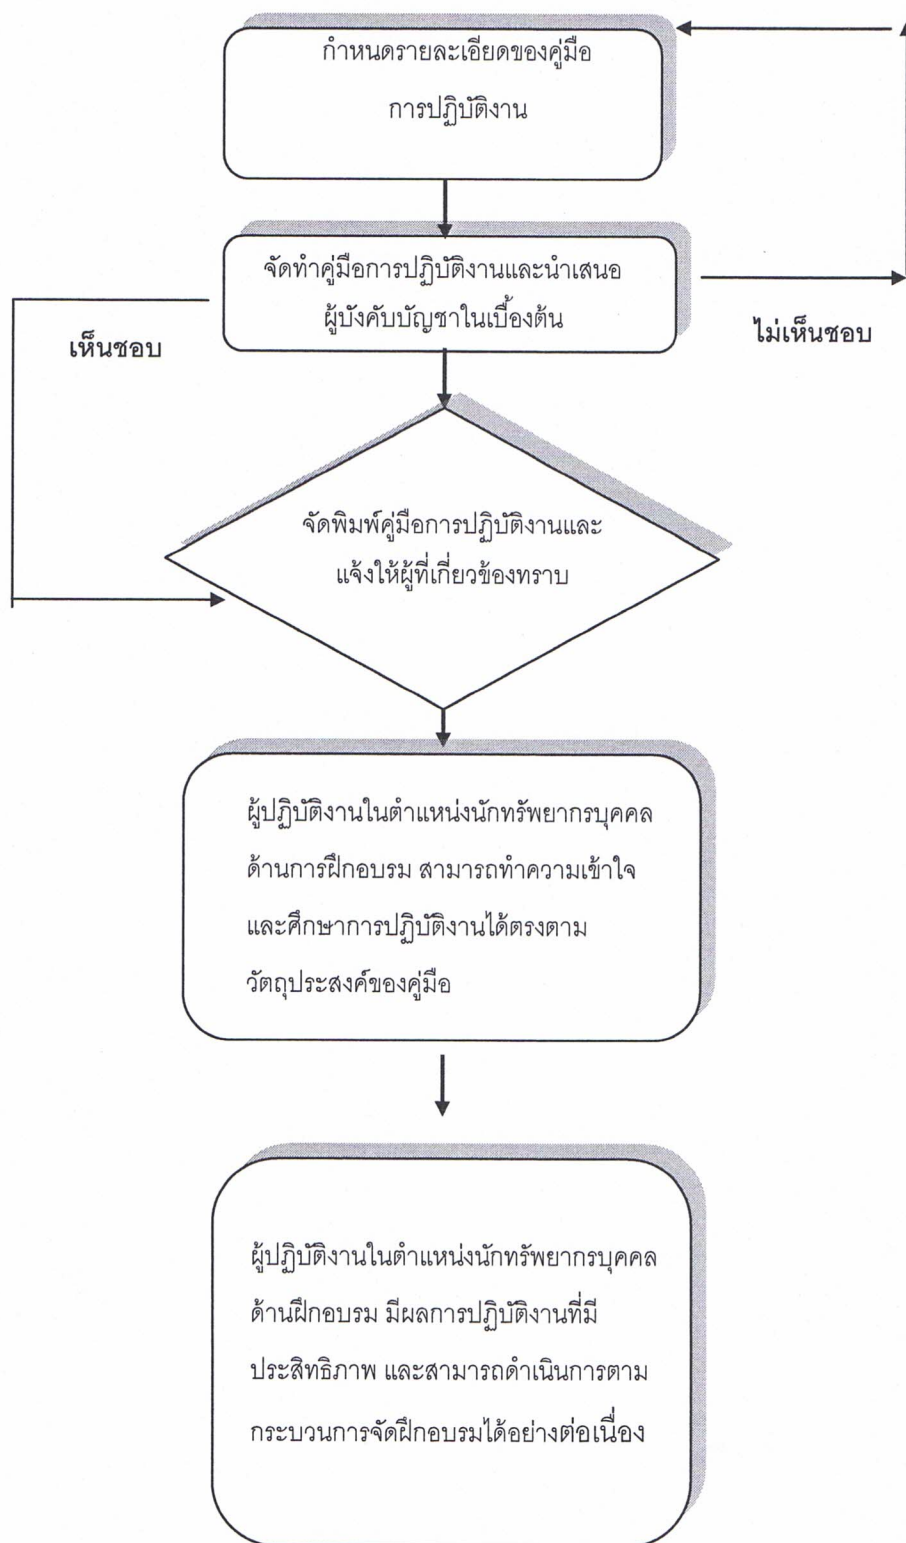 กำหนดรายละเอียดของคู่มือ
การปฏิบัติงาน
จัดทำคู่มือการปฏิบัติงานและนำเสนอ
ผู้บังคับบัญชาในเบื้องต้น
เห็นชอบ
ไม่เห็นชอบ
จัดพิมพ์คู่มือการปฏิบัติงานและ
แจ้งให้ผู้ที่เกี่ยวข้องทราบ
ผู้ปฏิบัติงานในตำแหน่งนักทรัพยากรบุคคล
ด้านการฝึกอบรม สามารถทำความเข้าใจ
และศึกษาการปฏิบัติงานได้ตรงตาม
วัตถุประสงค์ของคู่มือ
ผู้ปฏิบัติงานในตำแหน่งนักทรัพยากรบุคคล
ด้านฝึกอบรม มีผลการปฏิบัติงานที่มี
ประสิทธิภาพ และสามารถดำเนินการตาม
กระบวนการจัดฝึกอบรมได้อย่างต่อเนื่อง